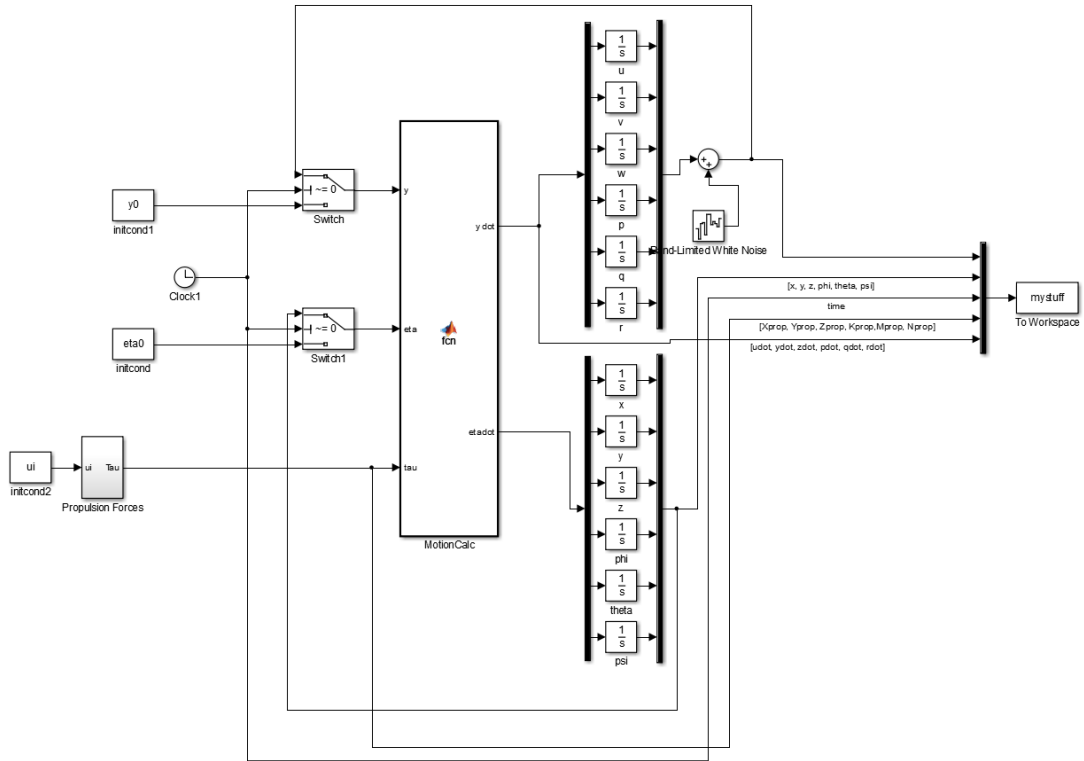 1
s
u
1
s
v
1
s
w
1
s
p
1
s
q
1
s
r
y0
initcond1
~= 0
Switch
y
y dot
Band-Limited White Noise
Clock1
[x, y, z, phi, theta, psi]
time
mystuff
To Workspace
[Xprop, Yprop, Zprop, Kprop,Mprop, Nprop]
[udot, ydot, zdot, pdot, qdot, rdot]
eta0
initcond
~= 0
Switch1
eta
fcn
etadot
ui
initcond2
ui
Tau
Propulsion Forces
tau
MotionCalc
1
s
x
1
s
y
1
s
z
1
s
phi
1
s
theta
1
s
psi